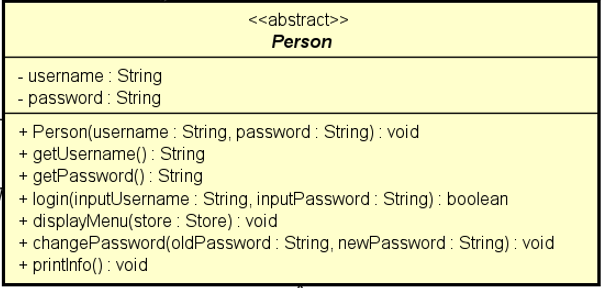 <<abstract>>
Person
- username : String
- password : String
+ Person(username : String, password : String) : void
+ getUsername() : String
+ getPassword() : String
+ login(inputUsername : String, inputPassword : String) : boolean
+ displayMenu(store : Store) : void
+ changePassword(oldPassword : String, newPassword : String) : void
+ printInfo() : void